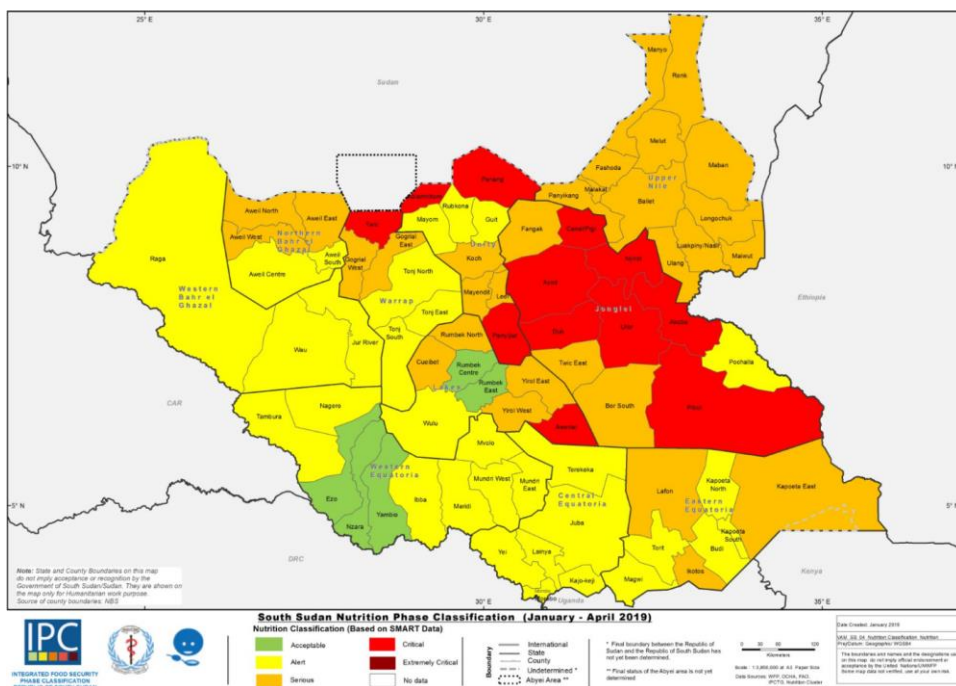 25° E
30° E
35° E
Sudan
Menyo
Renk
10° N
10° N
Melut
Maban
Fashoda
Upper
Nile
Malakal
Panyikang
Baliet
Longochuk
Luakpiny/Nasir
Ulang
Maiwut
Pariang
Aweil North
Aweil East
Twic
Mayom
Rubkona
Guit
Fangak
Canal/Pigi
Aweil West
Northern
Bahr el
Ghazal
Gogrial
East
Unity
Koch
Nyirol
Raga
Aweil
South
Aweil Centre
Gogrial
West
Tonj North
Mayendit
Leer
Ayod
Ethiopia
Western
Bahr el
Ghazal
Warrap
Tonj East
Jonglei
Uror
Duk
Akobo
Wau
Jur River
Tonj
South
Rumbek North
Panyijiar
Pochalla
Cueibet
Rumbek
Centre
Rumbek
East
Lakes
Yirol East
Twic East
Yirol West
Bor South
Pibor
CAR
Tambura
Nagero
Wulu
Awerial
Mvolo
Western
Equatoria
Terekeka
Kapoeta
North
5° N
5° N
Ezo
Yambio
Nzara
Ibba
Maridi
Mundri West
Mundri
East
Central
Equatoria
Juba
Lafon
Eastern
Equatoria
Kapoeta East
Kapoeta
South
Torit
Budi
Yei
Lainya
Kajo-keji
Magwi
Ikotos
DRC
Uganda
Kenya
Note: State and County Boundaries on this map
do not imply acceptance or recognition by the
Government of South Sudan/Sudan. They are shown
on the map only for Humanitarian work purpose.
Source of county boundaries: NBS
30° E
35° E
South Sudan Nutrition Phase Classification (January - April 2019)
Nutrition Classification (Based on SMART Data)
Acceptable
Alert
Serious
Critical
Extremely Critical
No data
Boundary
International
State
County
Undetermined *
Abyei Area **
* Final boundary between the Republic of
Sudan and the Republic of South Sudan has
not yet been determined.
** Final status of the Abyei area is not yet
determined
Kilometers
Date Created: January 2019
IPC
INTEGRATED FOOD SECURITY
PHASE CLASSIFICATION